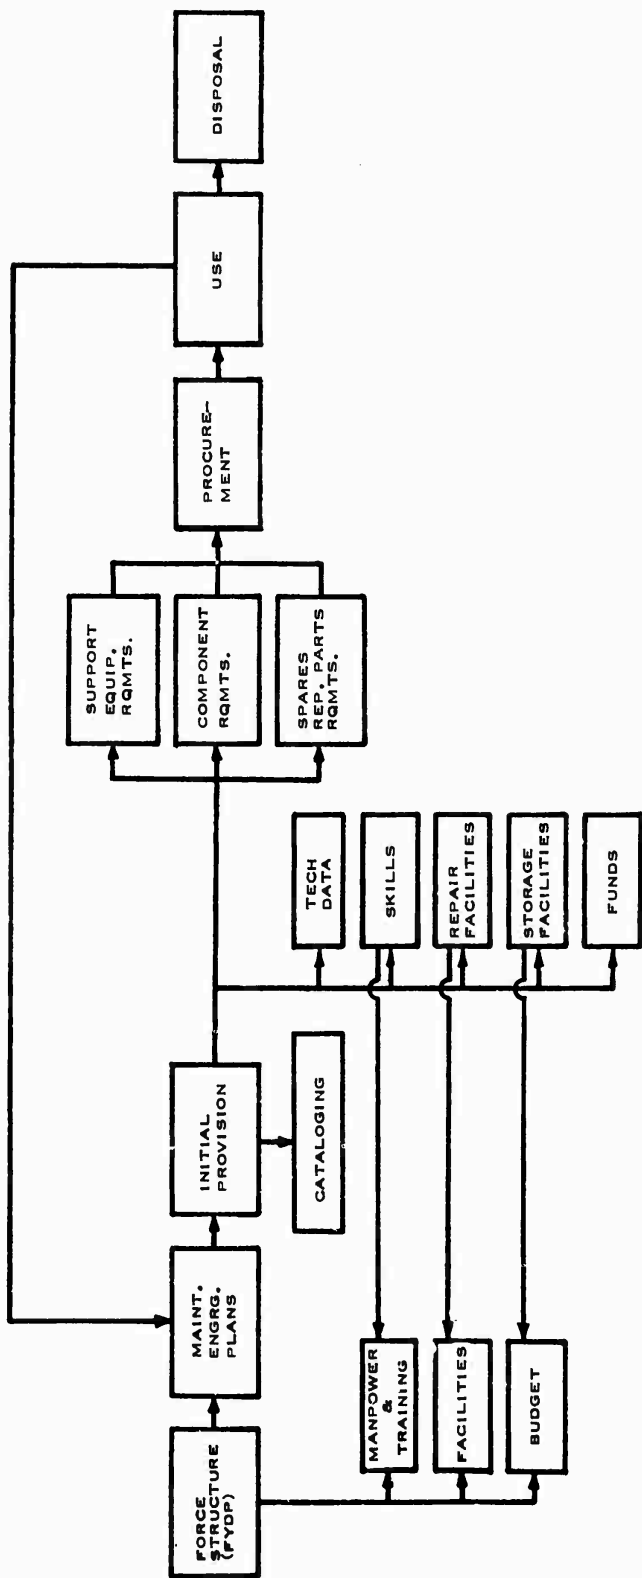 FORCE
STRUCTURE
(FYDP)
MAINT.
ENGRG.
PLANS
INITIAL
PROVISION
CATALOGING
SUPPORT
EQUIP.
RQMTS.
COMPONENT
RQMTS.
SPARES
REP. PARTS
RQMTS.
PROCURE-
MENT
USE
DISPOSAL
TECH
DATA
SKILLS
REPAIR
FACILITIES
STORAGE
FACILITIES
FUNDS
MANPOWER
&
TRAINING
FACILITIES
BUDGET